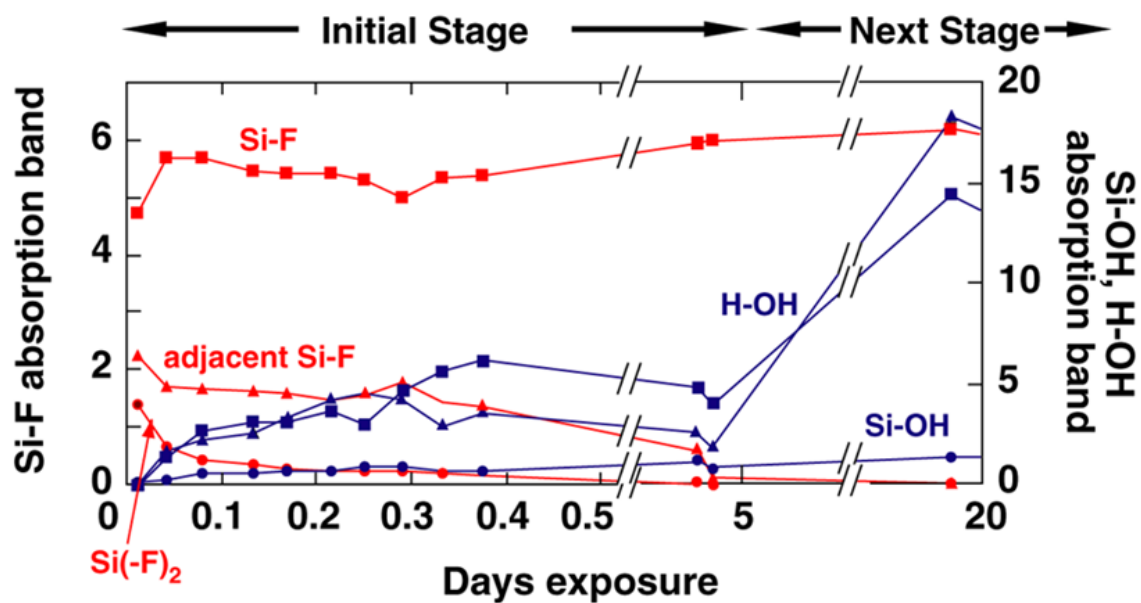 Initial Stage
Next Stage
Si-F absorption band
6
4
2
0
Si-F
adjacent Si-F
Si(-F)2
H-OH
Si-OH
20
15
10
5
0
Si-OH, H-OH
absorption band
0 0.1 0.2 0.3 0.4 0.5 5 20
Days exposure